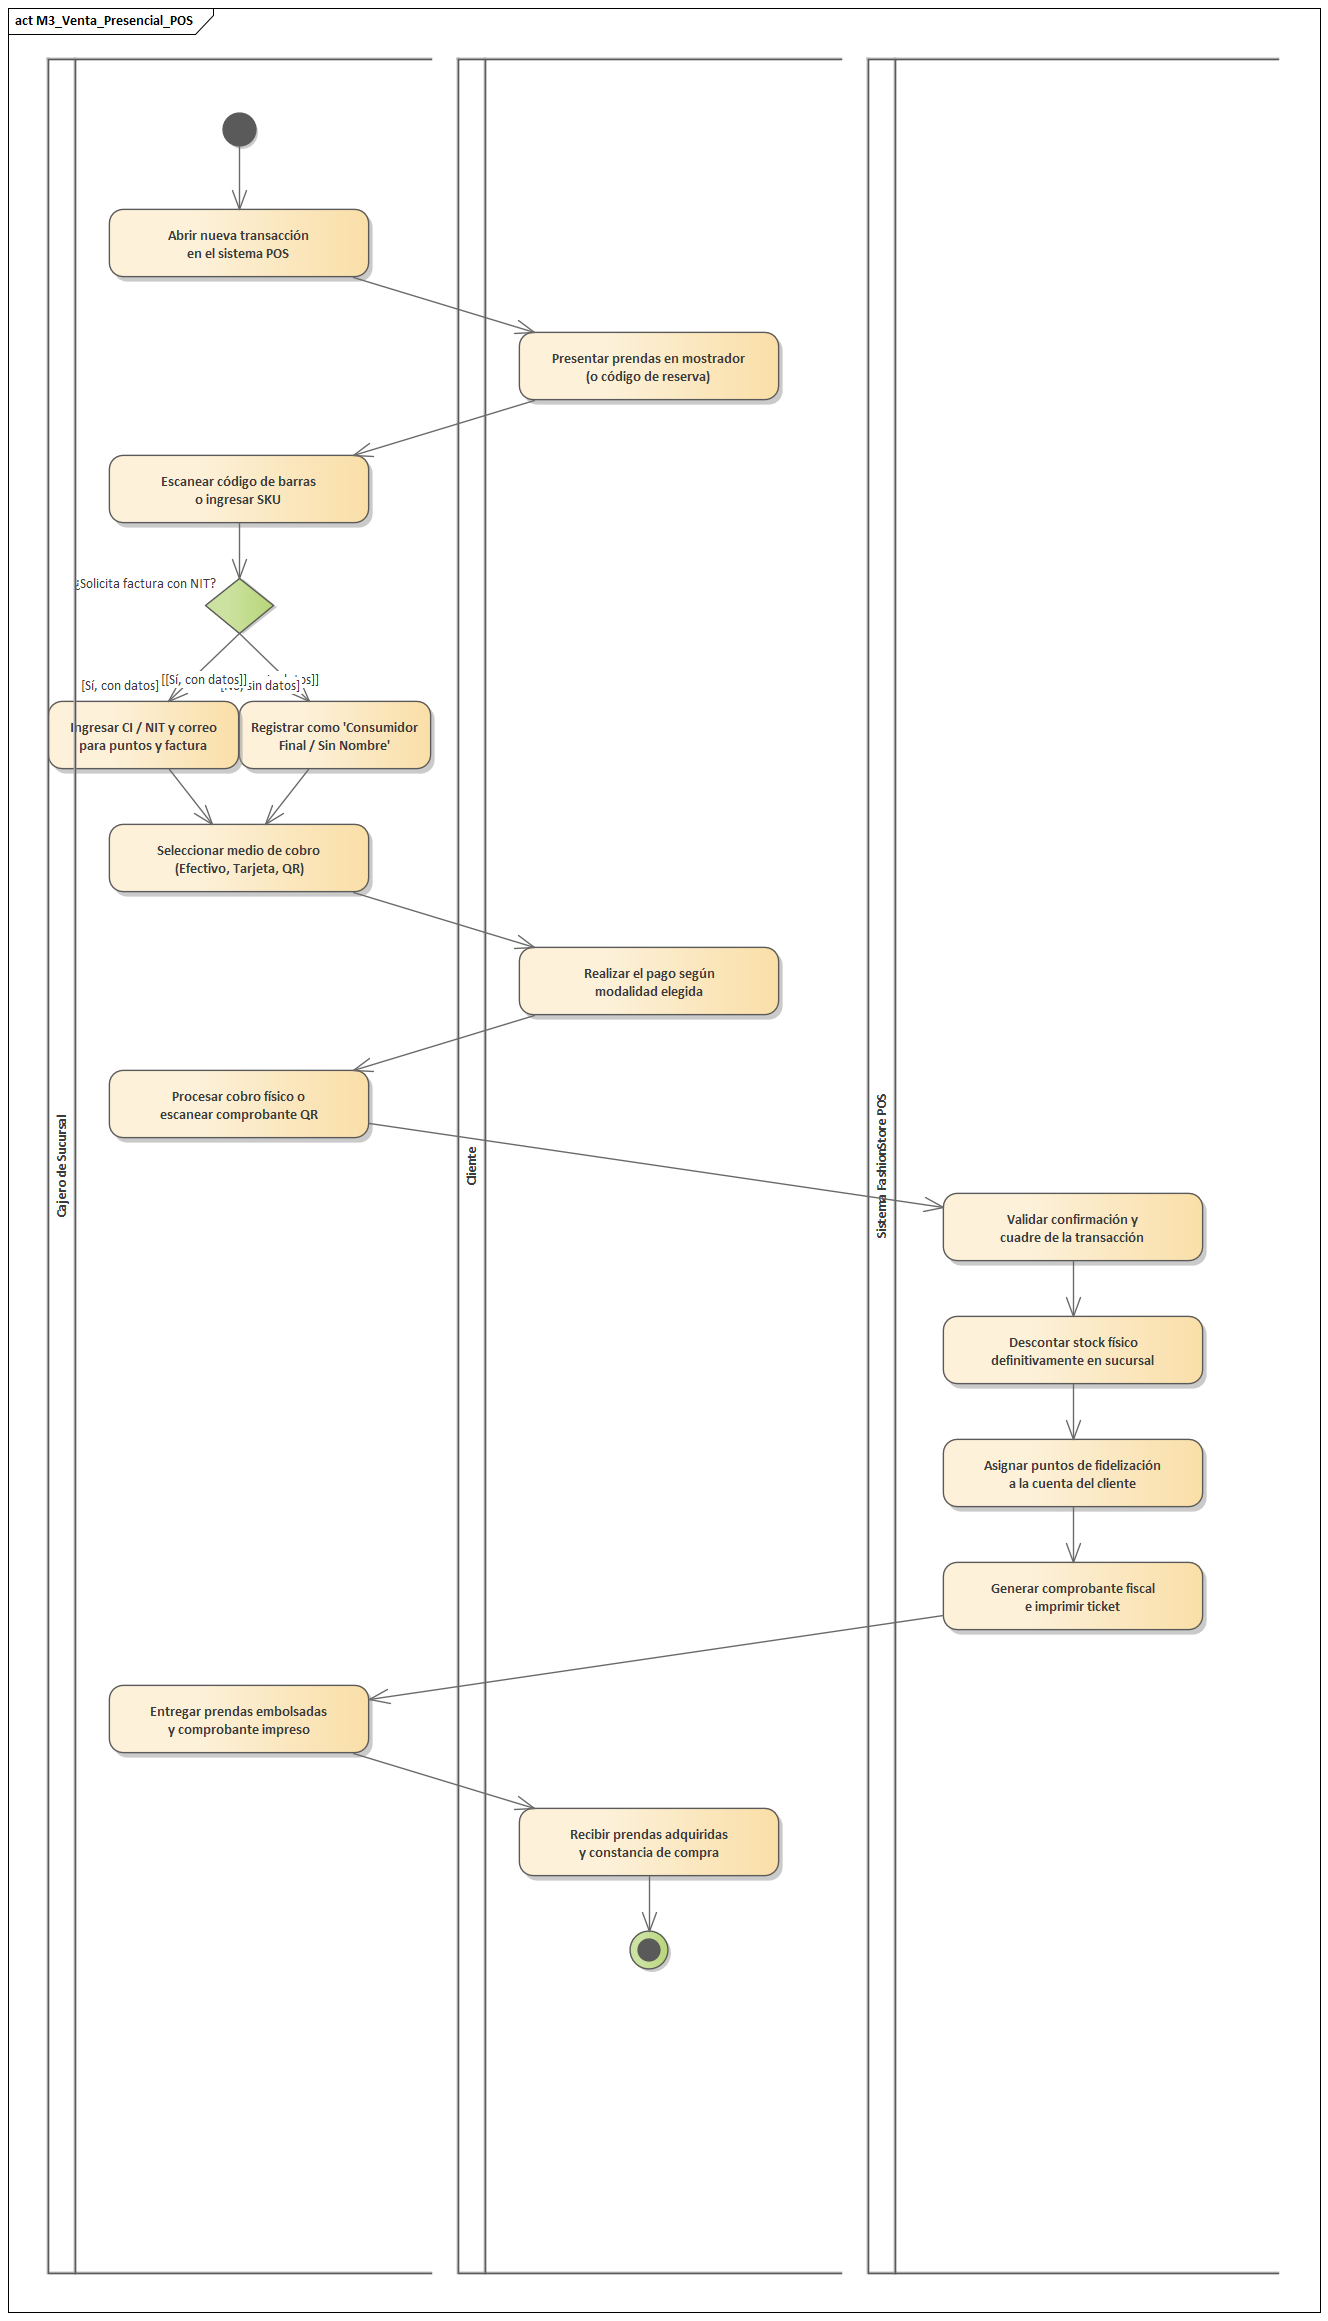 act M3_Venta_Presencial_POS
Abrir nueva transacción
en el sistema POS
Presentar prendas en mostrador
(o código de reserva)
Escanear código de barras
o ingresar SKU
¿Solicita factura con NIT?
[Sí, con datos]
[[Sí, con datos]]
sin datos]
Ingresar CI / NIT y correo
para puntos y factura
Registrar como 'Consumidor
Final / Sin Nombre'
Seleccionar medio de cobro
(Efectivo, Tarjeta, QR)
Realizar el pago según
modalidad elegida
Procesar cobro físico o
escanear comprobante QR
Cajero de Sucursal
Cliente
Sistema FashionStore POS
Validar confirmación y
cuadre de la transacción
Descontar stock físico
definitivamente en sucursal
Asignar puntos de fidelización
a la cuenta del cliente
Generar comprobante fiscal
e imprimir ticket
Entregar prendas embolsadas
y comprobante impreso
Recibir prendas adquiridas
y constancia de compra